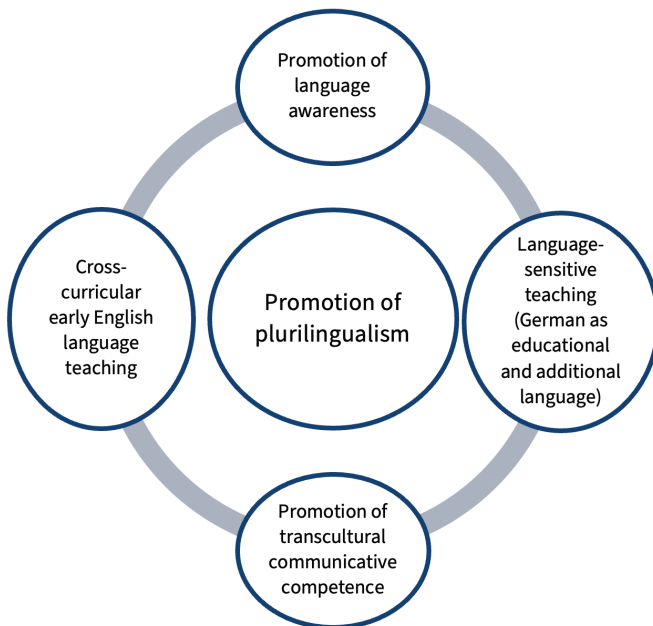 Promotion of
language
awareness
Cross-
curricular
early English
language
teaching
Promotion of
plurilingualism
Language-
sensitive
teaching
(German as
educational
and additional
language)
Promotion of
transcultural
communicative
competence